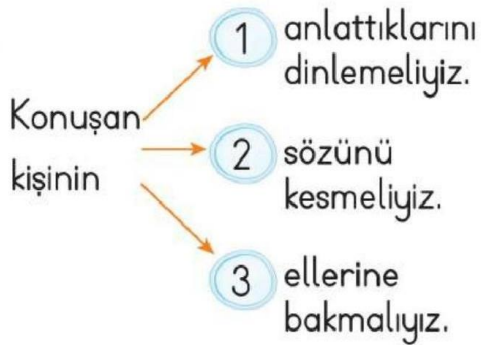 Konuşan
kişinin
1 anlattıklarını
dinlemeliyiz.
2 sözünü
kesmeliyiz.
3 ellerine
bakmalıyız.